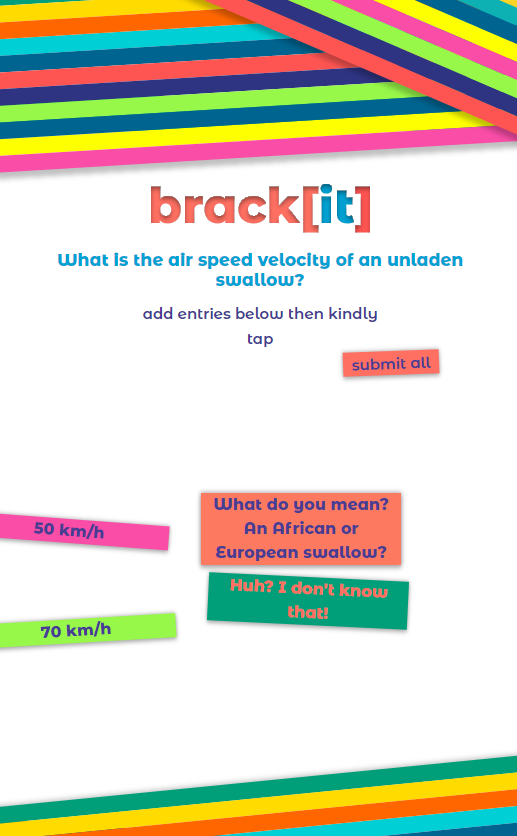 brack[it]
What is the air speed velocity of an unladen
swallow?
add entries below then kindly
tap
submit all
50 km/h
What do you mean?
An African or
European swallow?
Huh? I don't know
that!
70 km/h